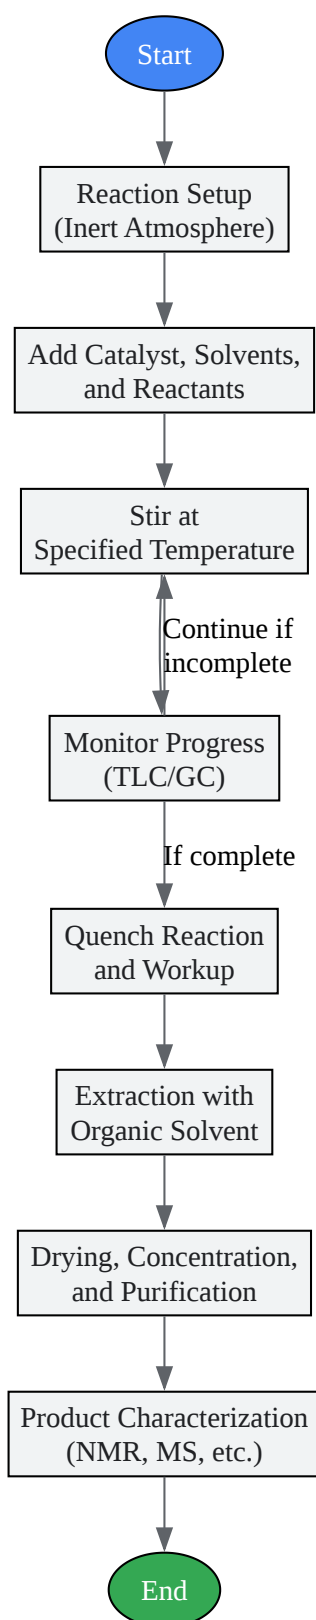 Start
Reaction Setup
(Inert Atmosphere)
Add Catalyst, Solvents,
and Reactants
Stir at
Specified Temperature
Continue if
incomplete
Monitor Progress
(TLC/GC)
If complete
Quench Reaction
and Workup
Extraction with
Organic Solvent
Drying, Concentration,
and Purification
Product Characterization
(NMR, MS, etc.)
End